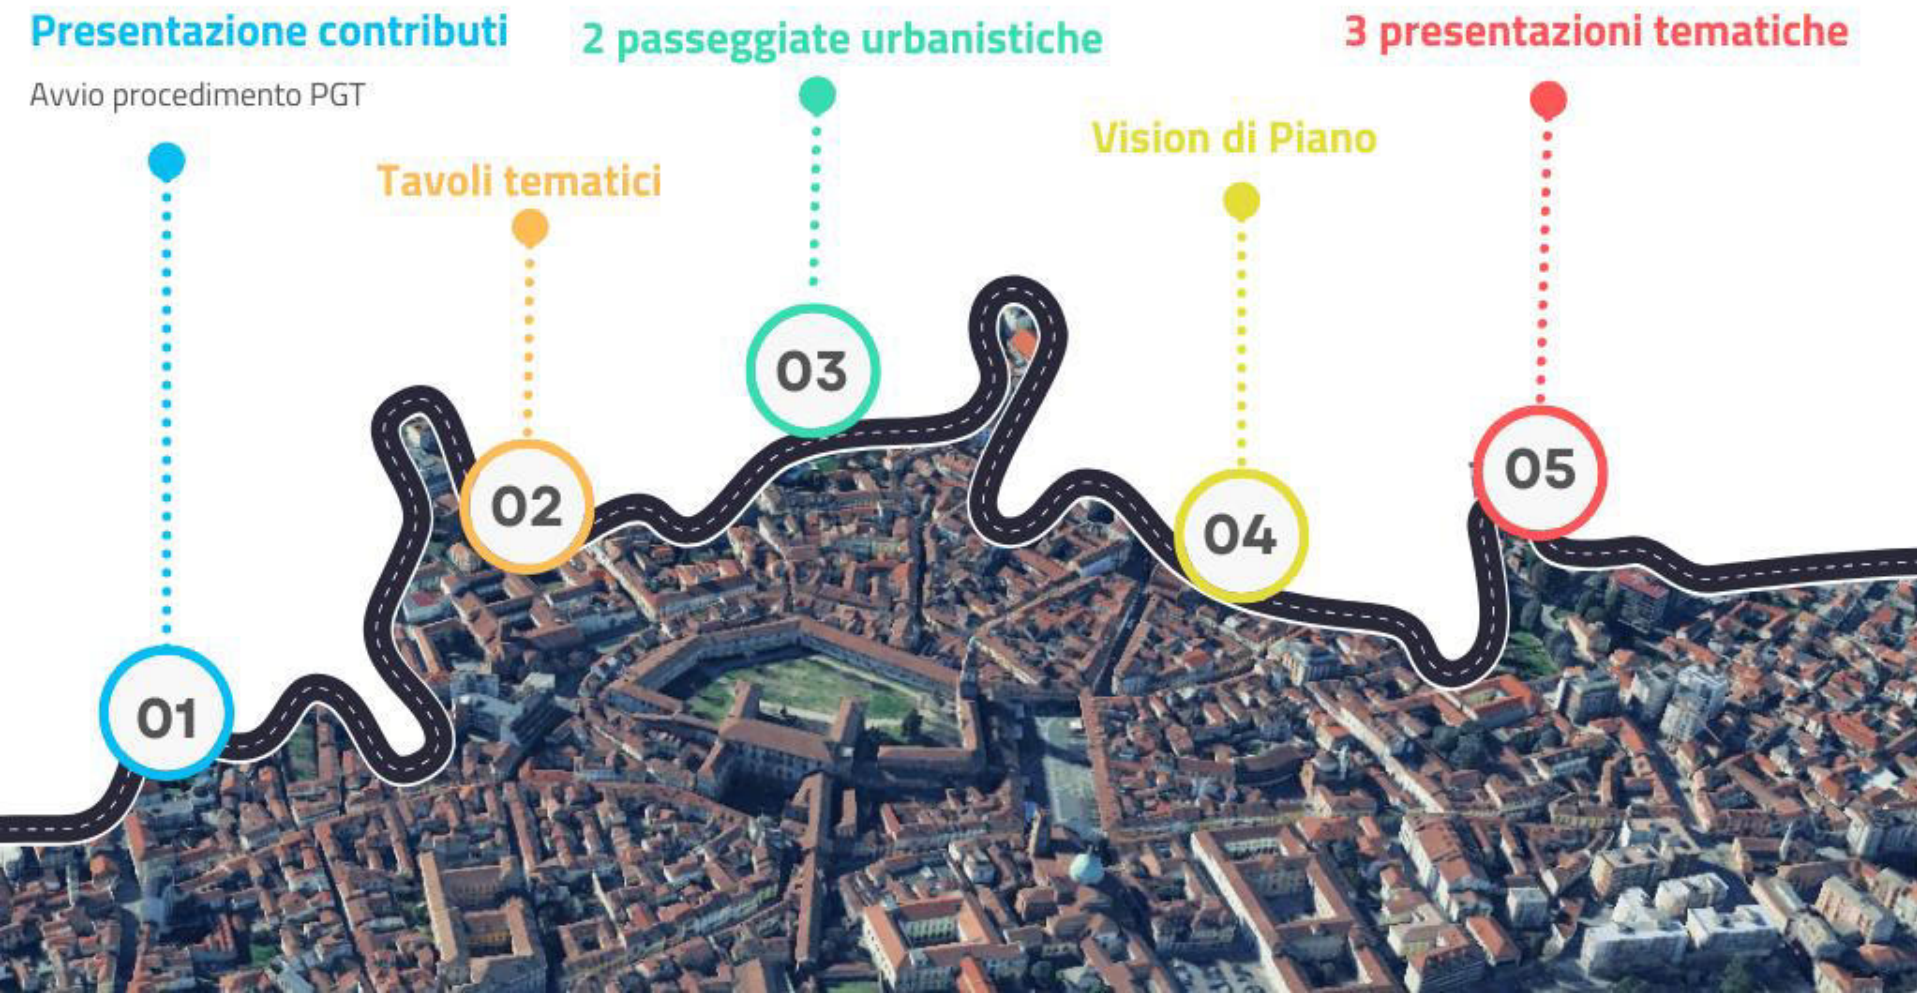 Presentazione contributi
Avvio procedimento PGT
01
Tavoli tematici
02
2 passeggiate urbanistiche
03
Vision di Piano
04
3 presentazioni tematiche
05